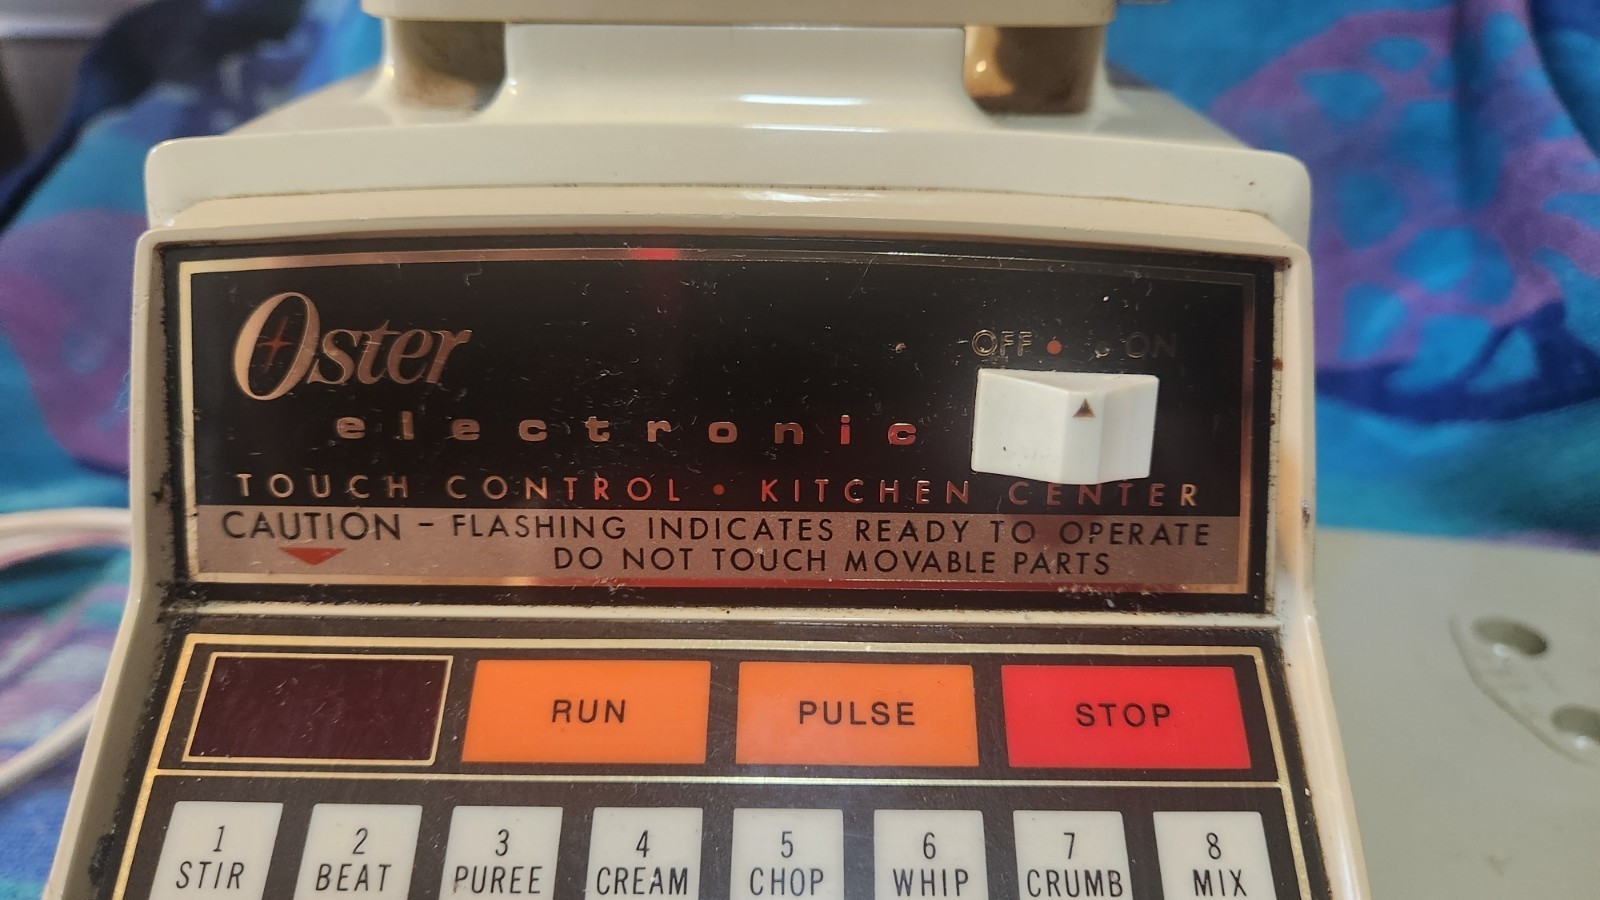 Oster
OFF ON
electronic
TOUCH CONTROL • KITCHEN CENTER
CAUTION - FLASHING INDICATES READY TO OPERATE
DO NOT TOUCH MOVABLE PARTS
RUN PULSE STOP
1 2 3 4 5 6 7 8
STIR BEAT PUREE CREAM CHOP WHIP CRUMB MIX